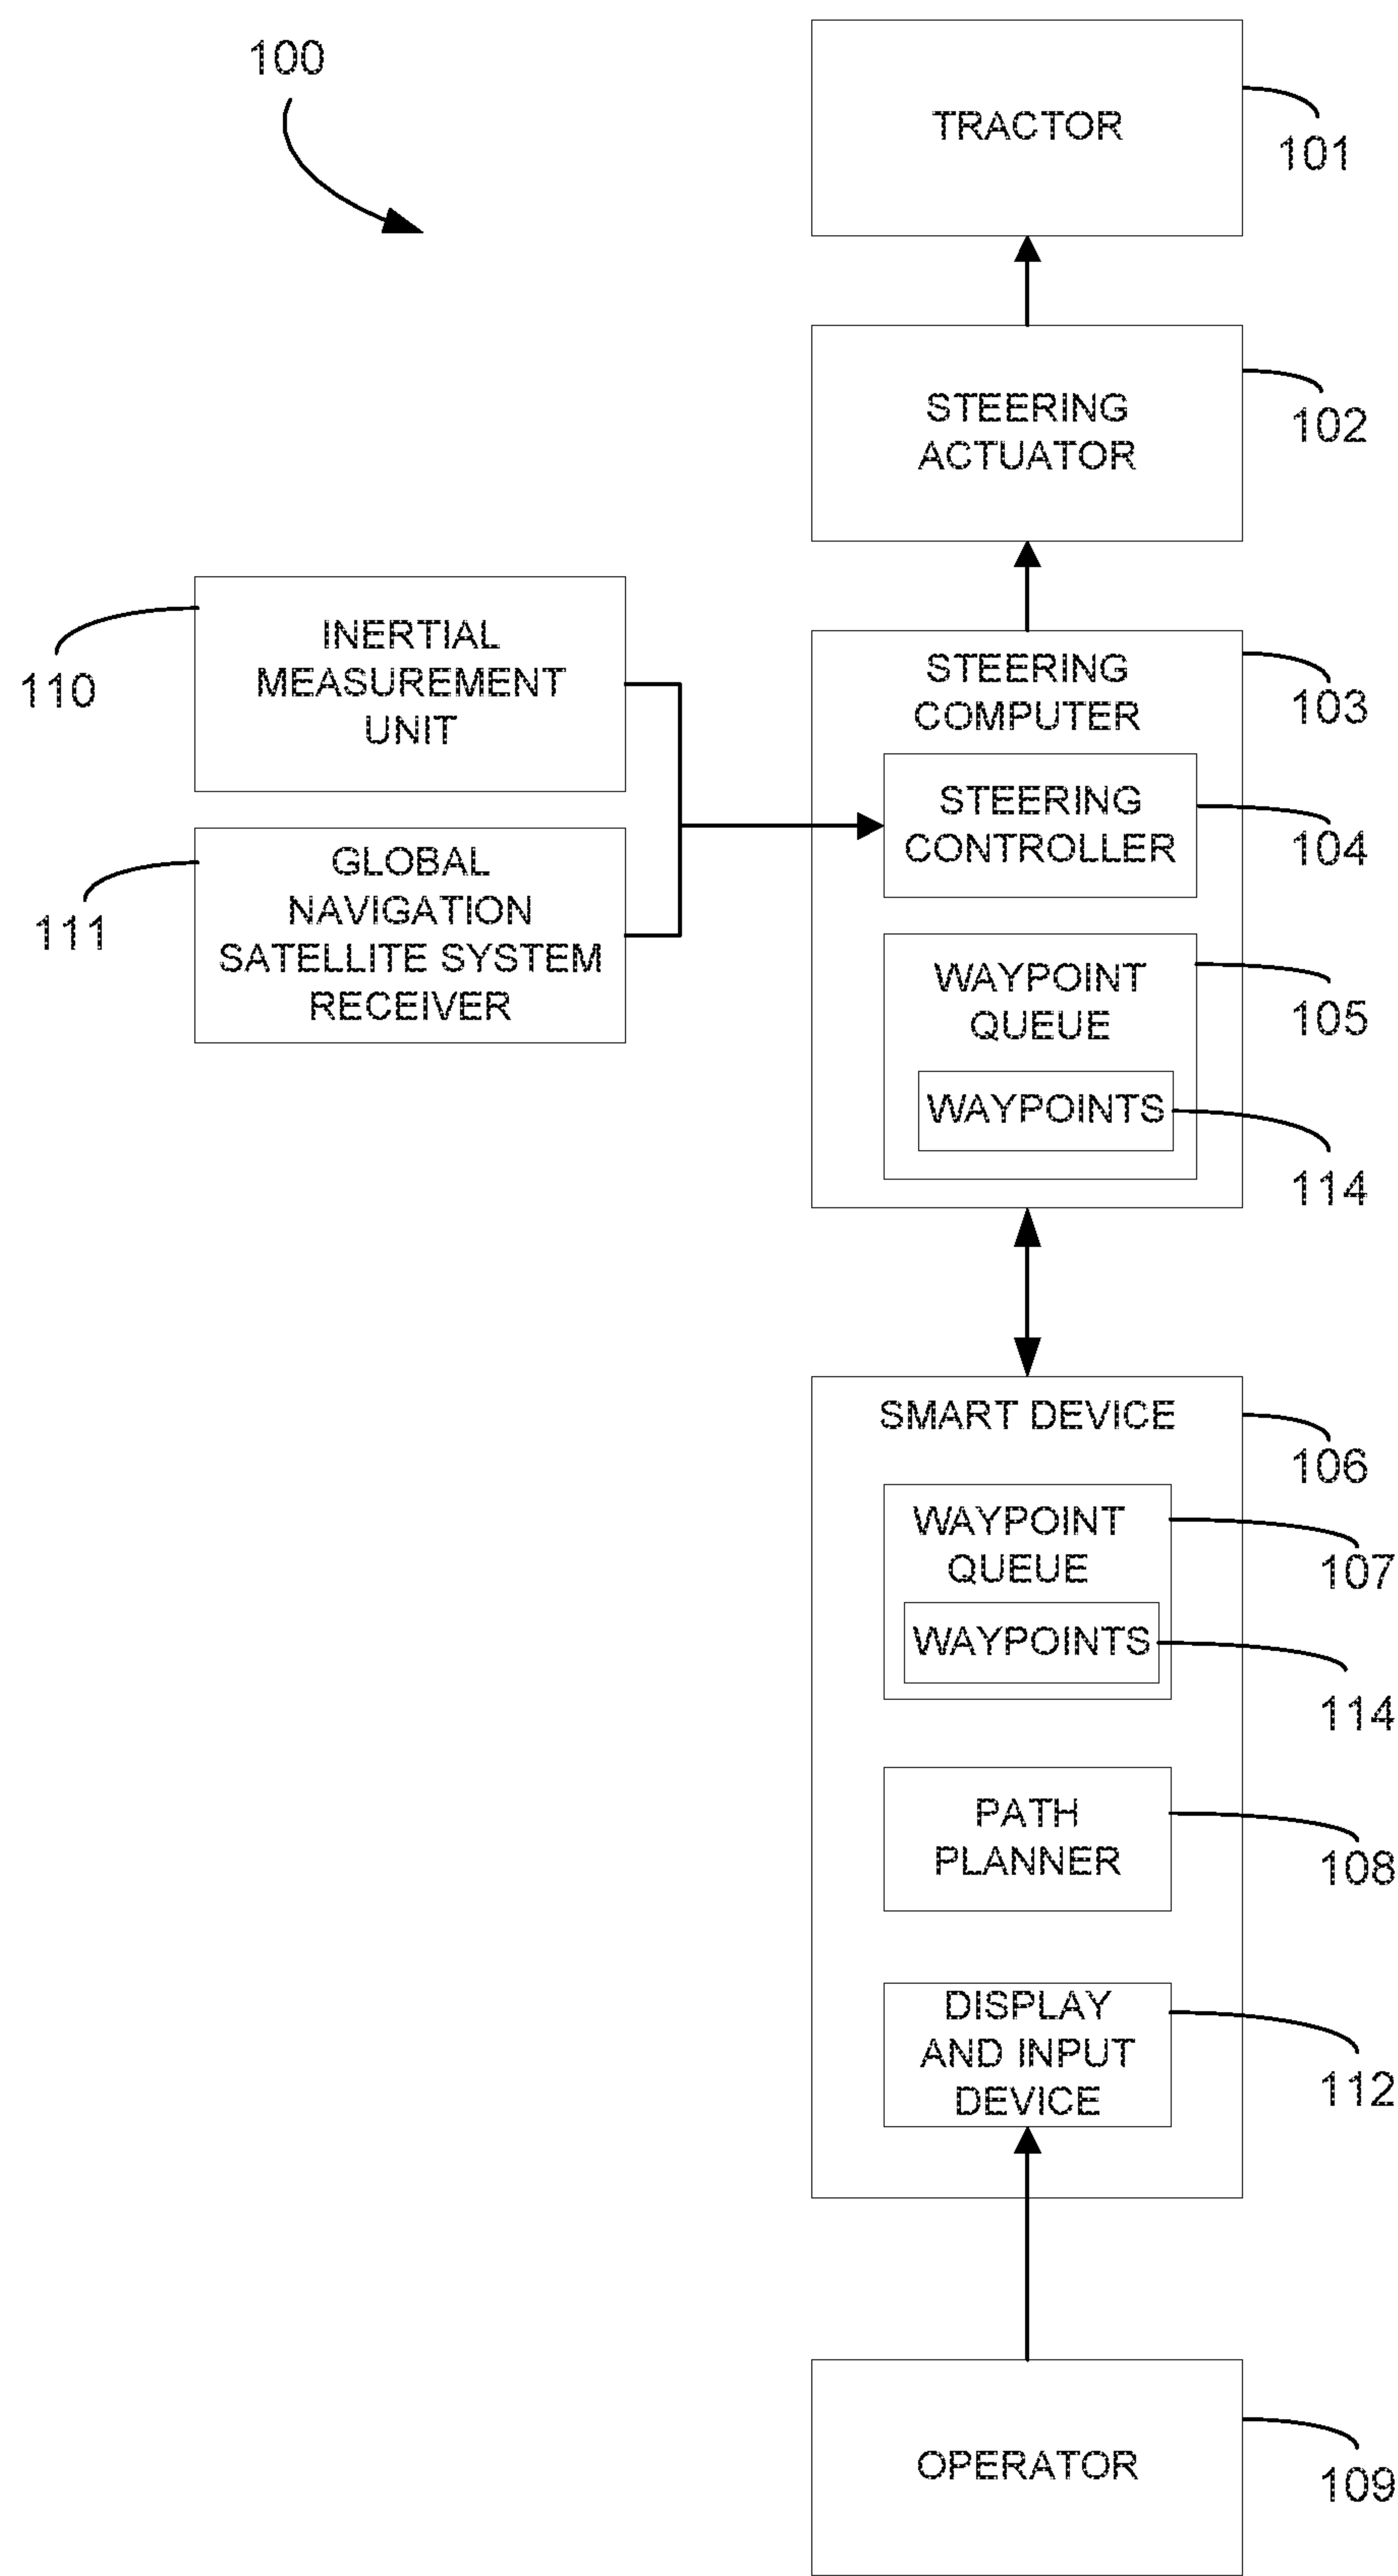 100
TRACTOR
101
STEERING
ACTUATOR
102
INERTIAL
MEASUREMENT
UNIT
110
GLOBAL
NAVIGATION
SATELLITE SYSTEM
RECEIVER
111
STEERING
COMPUTER
103
STEERING
CONTROLLER
104
WAYPOINT
QUEUE
105
WAYPOINTS
114
SMART DEVICE
106
WAYPOINT
QUEUE
107
WAYPOINTS
114
PATH
PLANNER
108
DISPLAY
AND INPUT
DEVICE
112
OPERATOR
109